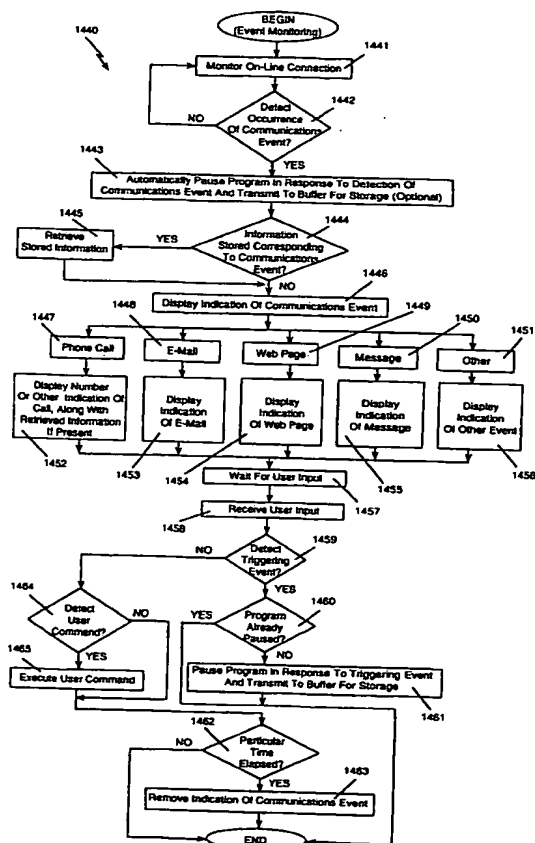 BEGIN
(Event Monitoring)
1440
1441
Monitor On-Line Connection
1442
Detect
Occurrence
Of Communications
Event?
NO
YES
1443
Automatically Pause Program In Response To Detection Of
Communications Event And Transmit To Buffer For Storage (Optional)
1445
1444
Retrieve
Stored Information
YES
Information
Stored Corresponding
To Communications
Event?
NO
1446
Display Indication Of Communications Event
1447
1448
1449
1450
1451
Phone Call
E-Mail
Web Page
Message
Other
Display Number
Or Other Indication Of
Call, Along With
Retrieved Information
If Present
Display
Indication
Of E-Mail
Display
Indication
Of Web Page
Display
Indication
Of Message
Display
Indication
Of Other Event
1452
1453
1454
1455
1456
Wait For User Input
1457
Receive User Input
1458
1459
Detect
Triggering
Event?
NO
YES
1464
Detect
User
Command?
NO
YES
1460
Program
Already
Paused?
YES
NO
1465
Execute User Command
Pause Program In Response To Triggering Event
And Transmit To Buffer For Storage
1461
1462
Particular
Time
Elapsed?
NO
YES
1463
Remove Indication Of Communications Event
END